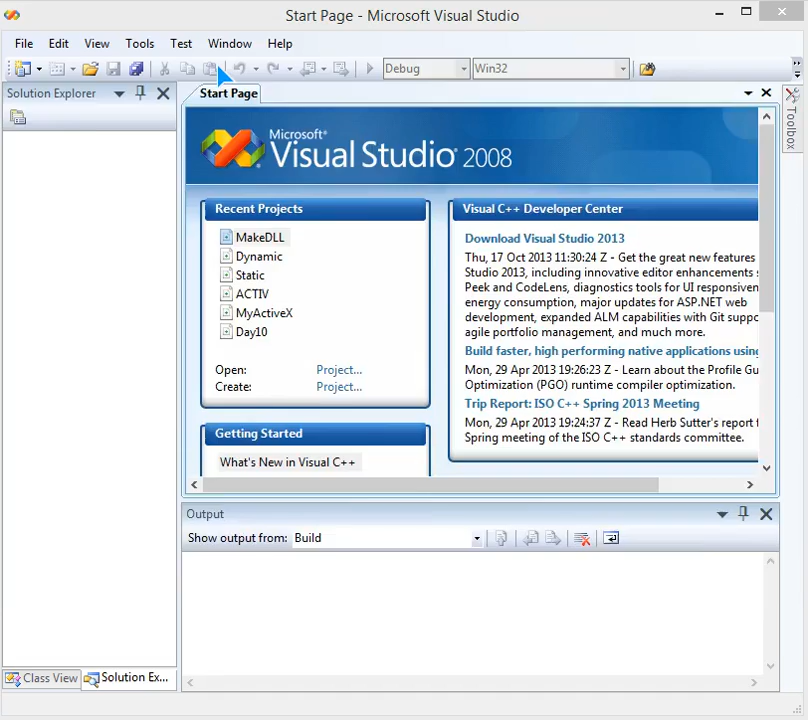 Start Page - Microsoft Visual Studio
File Edit View Tools Test Window Help
Debug Win32
Solution Explorer
Start Page
Toolbox
Microsoft®
Visual Studio® 2008
Recent Projects
MakeDLL
Dynamic
Static
ACTIV
MyActiveX
Day10
Open: Project...
Create: Project...
Getting Started
What's New in Visual C++
Visual C++ Developer Center
Download Visual Studio 2013
Thu, 17 Oct 2013 11:30:24 Z - Get the great new features
Studio 2013, including innovative editor enhancements
Peek and CodeLens, diagnostics tools for UI responsiven
energy consumption, major updates for ASP.NET web
development, expanded ALM capabilities with Git suppo
agile portfolio management, and much more.
Build faster, high performing native applications using
Mon, 29 Apr 2013 19:26:23 Z - Learn about the Profile Gu
Optimization (PGO) runtime compiler optimization.
Trip Report: ISO C++ Spring 2013 Meeting
Mon, 29 Apr 2013 19:24:37 Z - Read Herb Sutter's report f
Spring meeting of the ISO C++ standards committee.
Output
Show output from: Build
Class View Solution Ex...